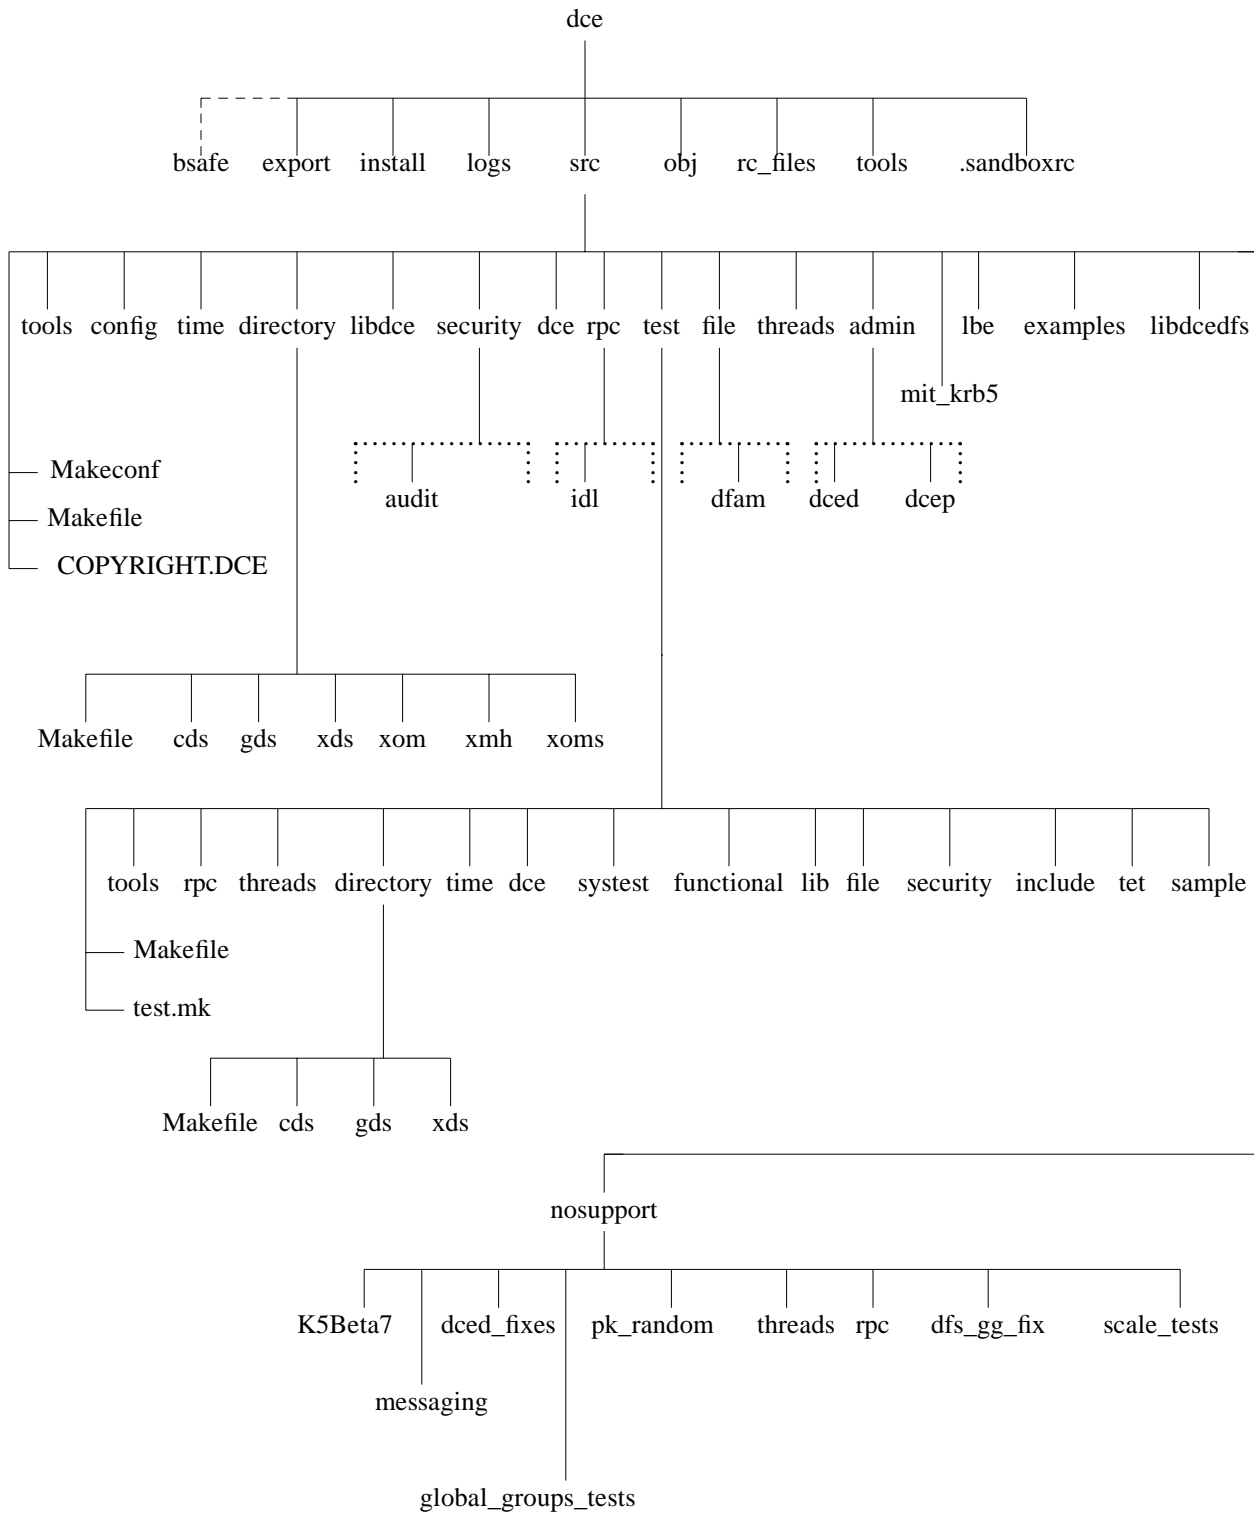 dce
bsafe export install logs src obj rc_files tools .sandboxrc
tools config time directory libdce security dce rpc test file threads admin lbe examples libdcedfs
mit_krb5
Makeconf
audit idl dfam dced dcep
Makefile
COPYRIGHT.DCE
Makefile cds gds xds xom xmh xoms
tools rpc threads directory time dce systest functional lib file security include tet sample
Makefile
test.mk
Makefile cds gds xds
nosupport
K5Beta7 dced_fixes pk_random threads rpc dfs_gg_fix scale_tests
messaging
global_groups_tests